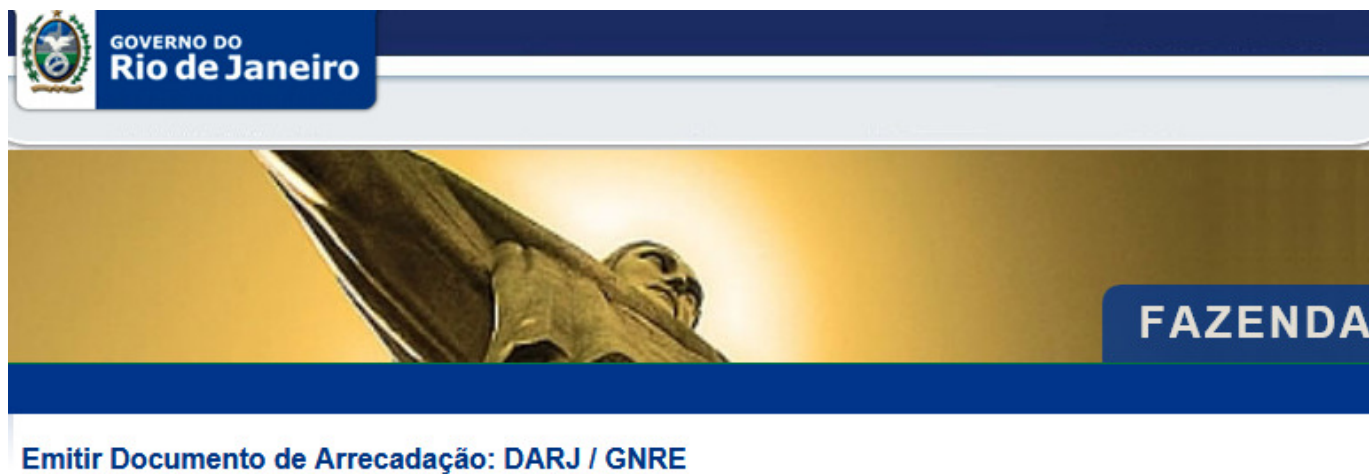 GOVERNO DO
Rio de Janeiro
FAZENDA
Emitir Documento de Arrecadação: DARJ / GNRE